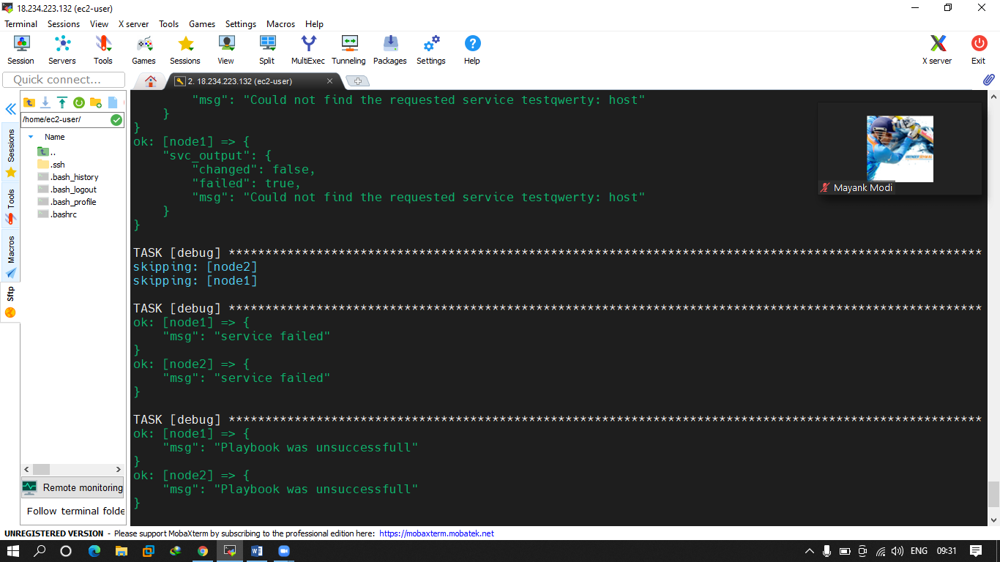 18.234.223.132 (ec2-user)
Terminal Sessions View X server Tools Games Settings Macros Help
Session Servers Tools Games Sessions View Split MultiExec Tunneling Packages Settings Help X server Exit
Quick connect...
2. 18.234.223.132 (ec2-user)
/home/ec2-user/
Name
..
.ssh
.bash_history
.bash_logout
.bash_profile
.bashrc
Sessions
Tools
Macros
Sftp
Remote monitoring
Follow terminal folde
"msg": "Could not find the requested service testqwerty: host"
}
}
ok: [node1] => {
"svc_output": {
"changed": false,
"failed": true,
"msg": "Could not find the requested service testqwerty: host"
}
}
TASK [debug] *******************************************************************************************************
skipping: [node2]
skipping: [node1]
TASK [debug] *******************************************************************************************************
ok: [node1] => {
"msg": "service failed"
}
ok: [node2] => {
"msg": "service failed"
}
TASK [debug] *******************************************************************************************************
ok: [node1] => {
"msg": "Playbook was unsuccessfull"
}
ok: [node2] => {
"msg": "Playbook was unsuccessfull"
}
Mayank Modi
UNREGISTERED VERSION - Please support MobaXterm by subscribing to the professional edition here: https://mobaxterm.mobatek.net
ENG 09:31